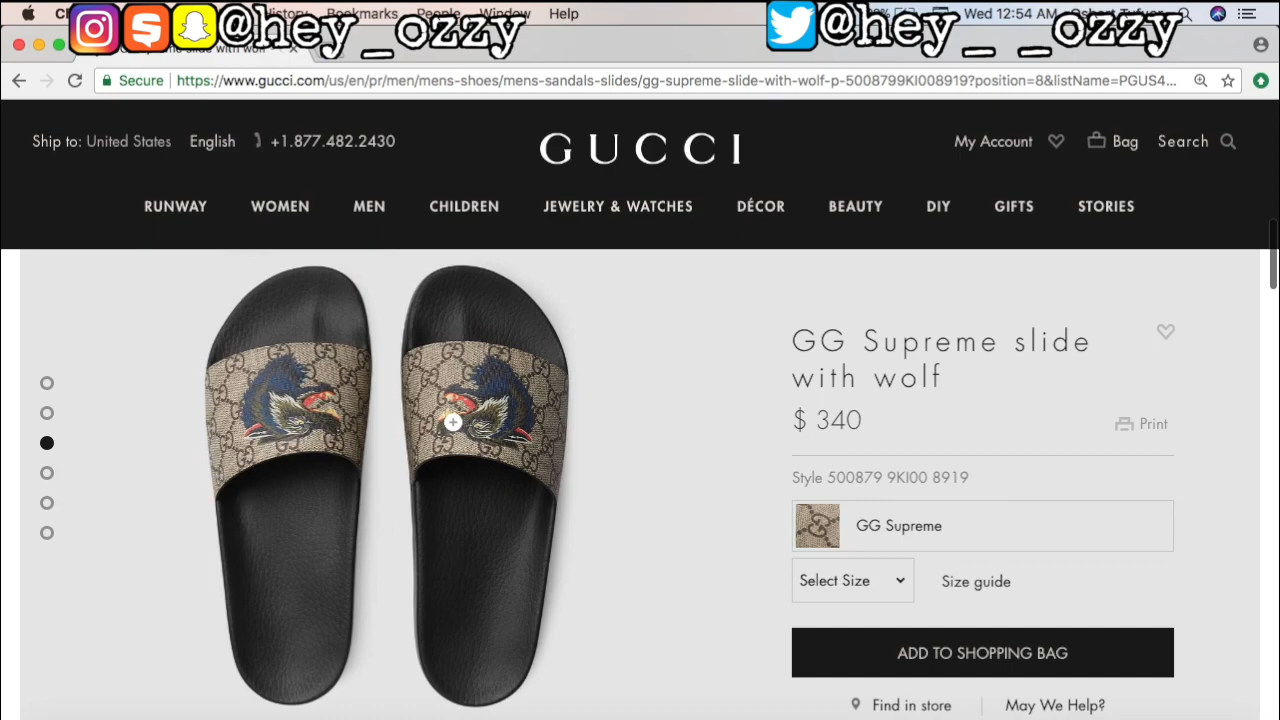 History Bookmarks People Window Help
Wed 12:54 AM
@hey_ozzy
@hey_ _ozzy
Secure https://www.gucci.com/us/en/pr/men/mens-shoes/mens-sandals-slides/gg-supreme-slide-with-wolf-p-5008799KI008919?position=8&listName=PGUS4...
Ship to: United States English +1.877.482.2430
GUCCI
My Account Bag Search
RUNWAY WOMEN MEN CHILDREN JEWELRY & WATCHES DÉCOR BEAUTY DIY GIFTS STORIES
GG Supreme slide
with wolf
$ 340
Print
Style 500879 9KI00 8919
GG Supreme
Select Size Size guide
ADD TO SHOPPING BAG
Find in store May We Help?